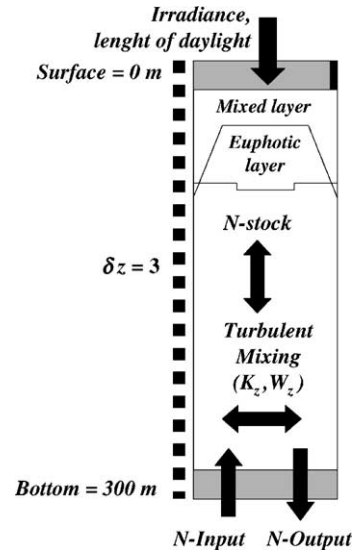 Irradiance,
lenght of daylight
Surface = 0 m
Mixed layer
Euphotic
layer
N-stock
δz = 3
Turbulent
Mixing
(Kz,Wz)
Bottom = 300 m
N-Input
N-Output